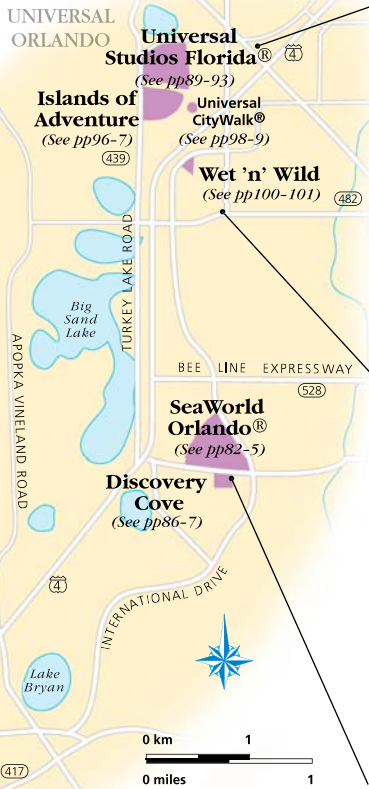 UNIVERSAL
ORLANDO
Universal
Studios Florida®
(See pp89–93)
4
Islands of
Adventure
(See pp96–7)
Universal
CityWalk®
(See pp98–9)
439
Wet ’n’ Wild
(See pp100–101)
482
TURKEY LAKE ROAD
Big
Sand
Lake
APOPKA VINELAND ROAD
BEE LINE EXPRESSWAY
528
SeaWorld
Orlando®
(See pp82–5)
Discovery
Cove
(See pp86–7)
4
INTERNATIONAL DRIVE
Lake
Bryan
0 km 1
417
0 miles 1